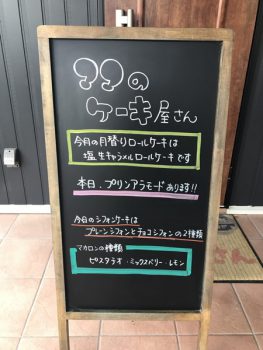 ??の
ケーキ屋さん
今月の月替りロールケーキは
塩生キャラメルロールケーキです
本日、プリンアラモードあります!!
今日のシフォンケーキは
プレーンシフォンとチョコシフォンの2種類
マカロンの種類
ピスタチオ・ミックスベリー・レモン
さん